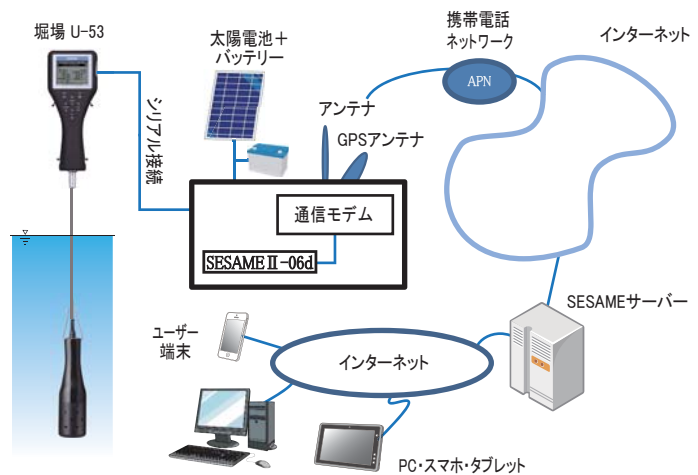 堀場 U-53
太陽電池＋
バッテリー
携帯電話
ネットワーク
インターネット
APN
アンテナ
GPSアンテナ
シリアル接続
通信モデム
SESAMEⅡ-06d
SESAMEサーバー
ユーザー
端末
インターネット
PC・スマホ・タブレット